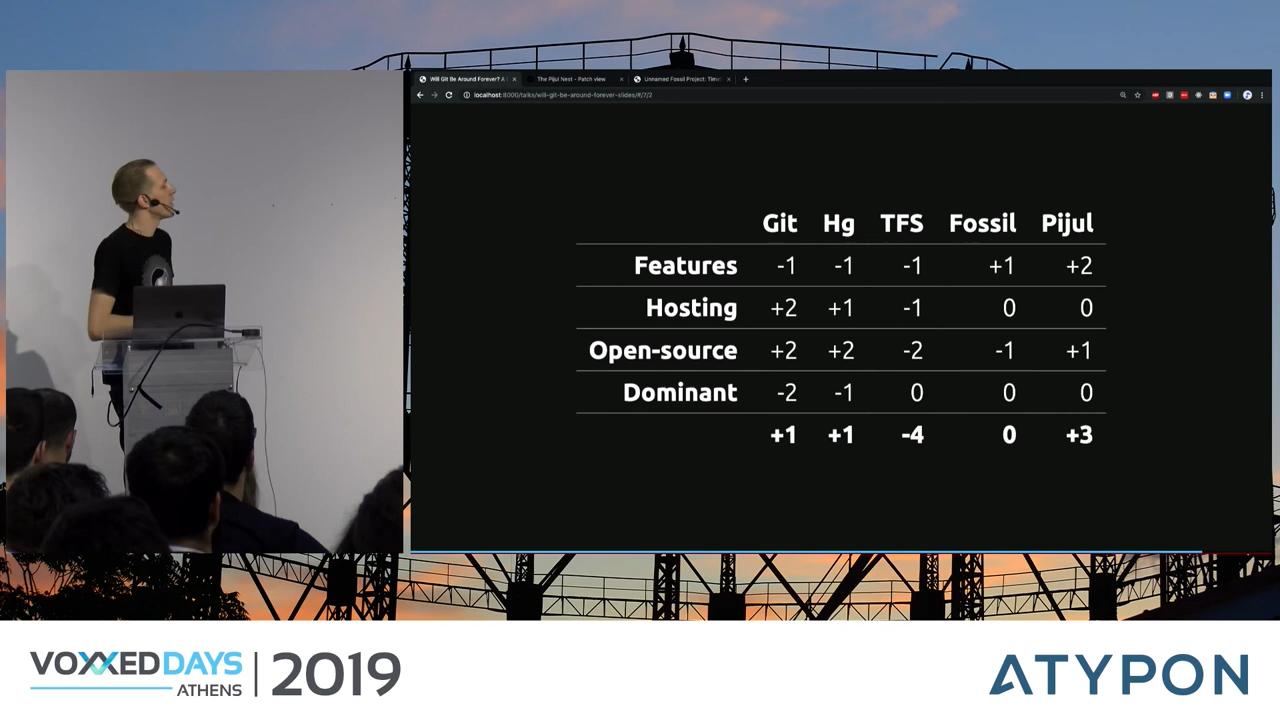 Will Git Be Around Forever? A
The Pijul Nest - Patch view
Unnamed Fossil Project: Time
localhost:8000/talks/will-git-be-around-forever-slides/#/7/2
Git Hg TFS Fossil Pijul
Features -1 -1 -1 +1 +2
Hosting +2 +1 -1 0 0
Open-source +2 +2 -2 -1 +1
Dominant -2 -1 0 0 0
+1 +1 -4 0 +3
VOXXED DAYS
ATHENS
2019
ATYPON